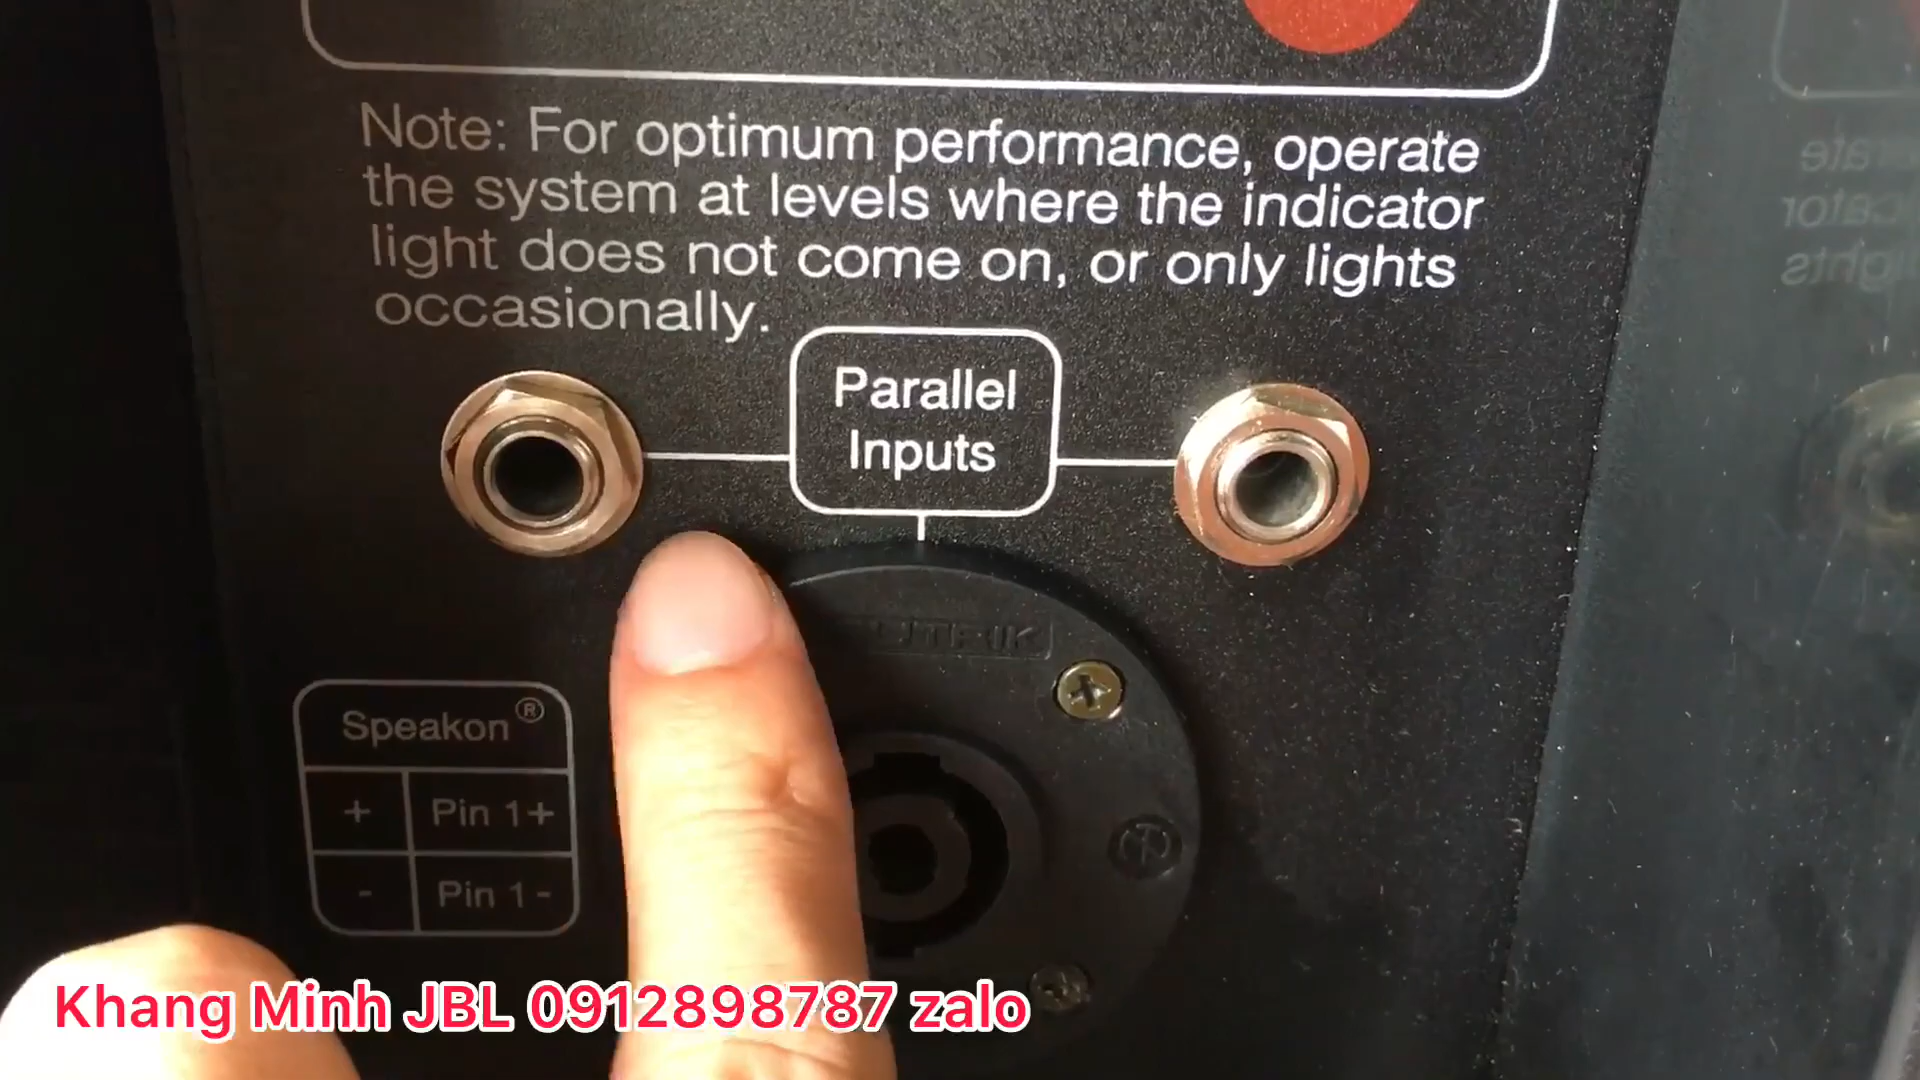 Note: For optimum performance, operate
the system at levels where the indicator
light does not come on, or only lights
occasionally.
Parallel
Inputs
Speakon®
+ Pin 1+
- Pin 1-
Khang Minh JBL 0912898787 zalo